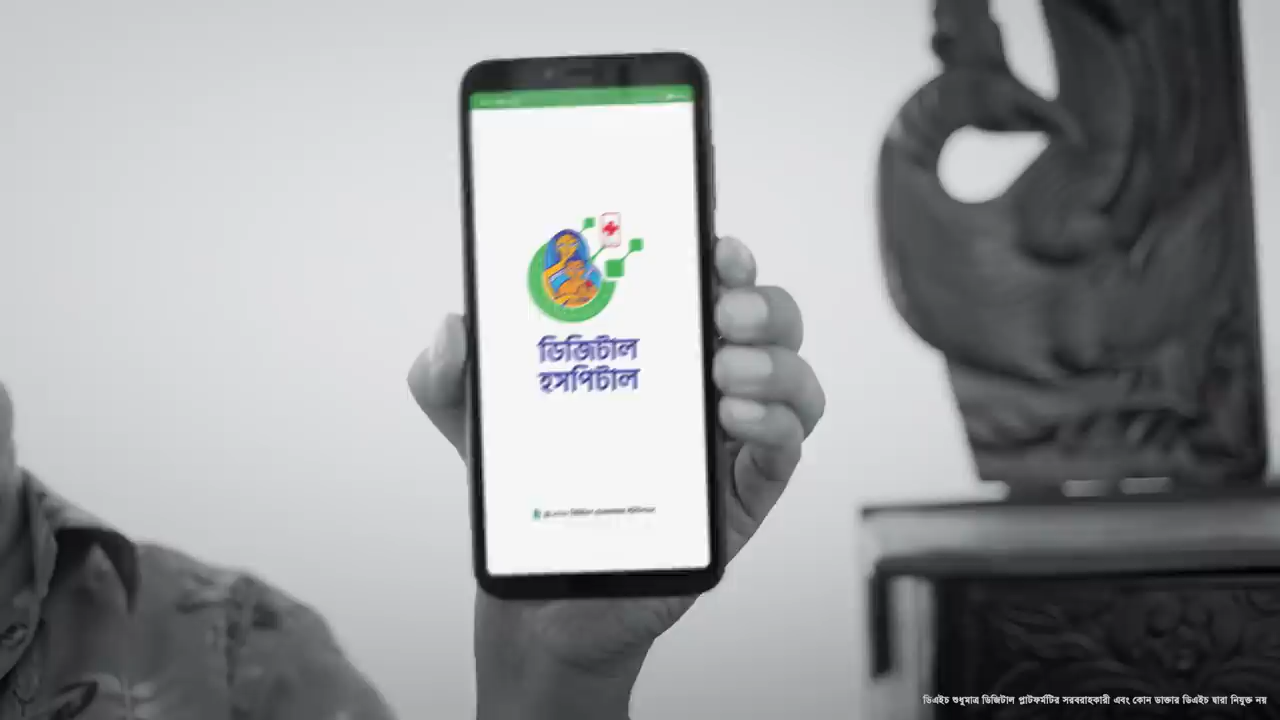 ডিজিটাল
হসপিটাল
ডিএইচ শুধুমাত্র ডিজিটাল প্লাটফর্মটির সরবরাহকারী এবং কোন ডাক্তার ডিএইচ দ্বারা নিযুক্ত নয়